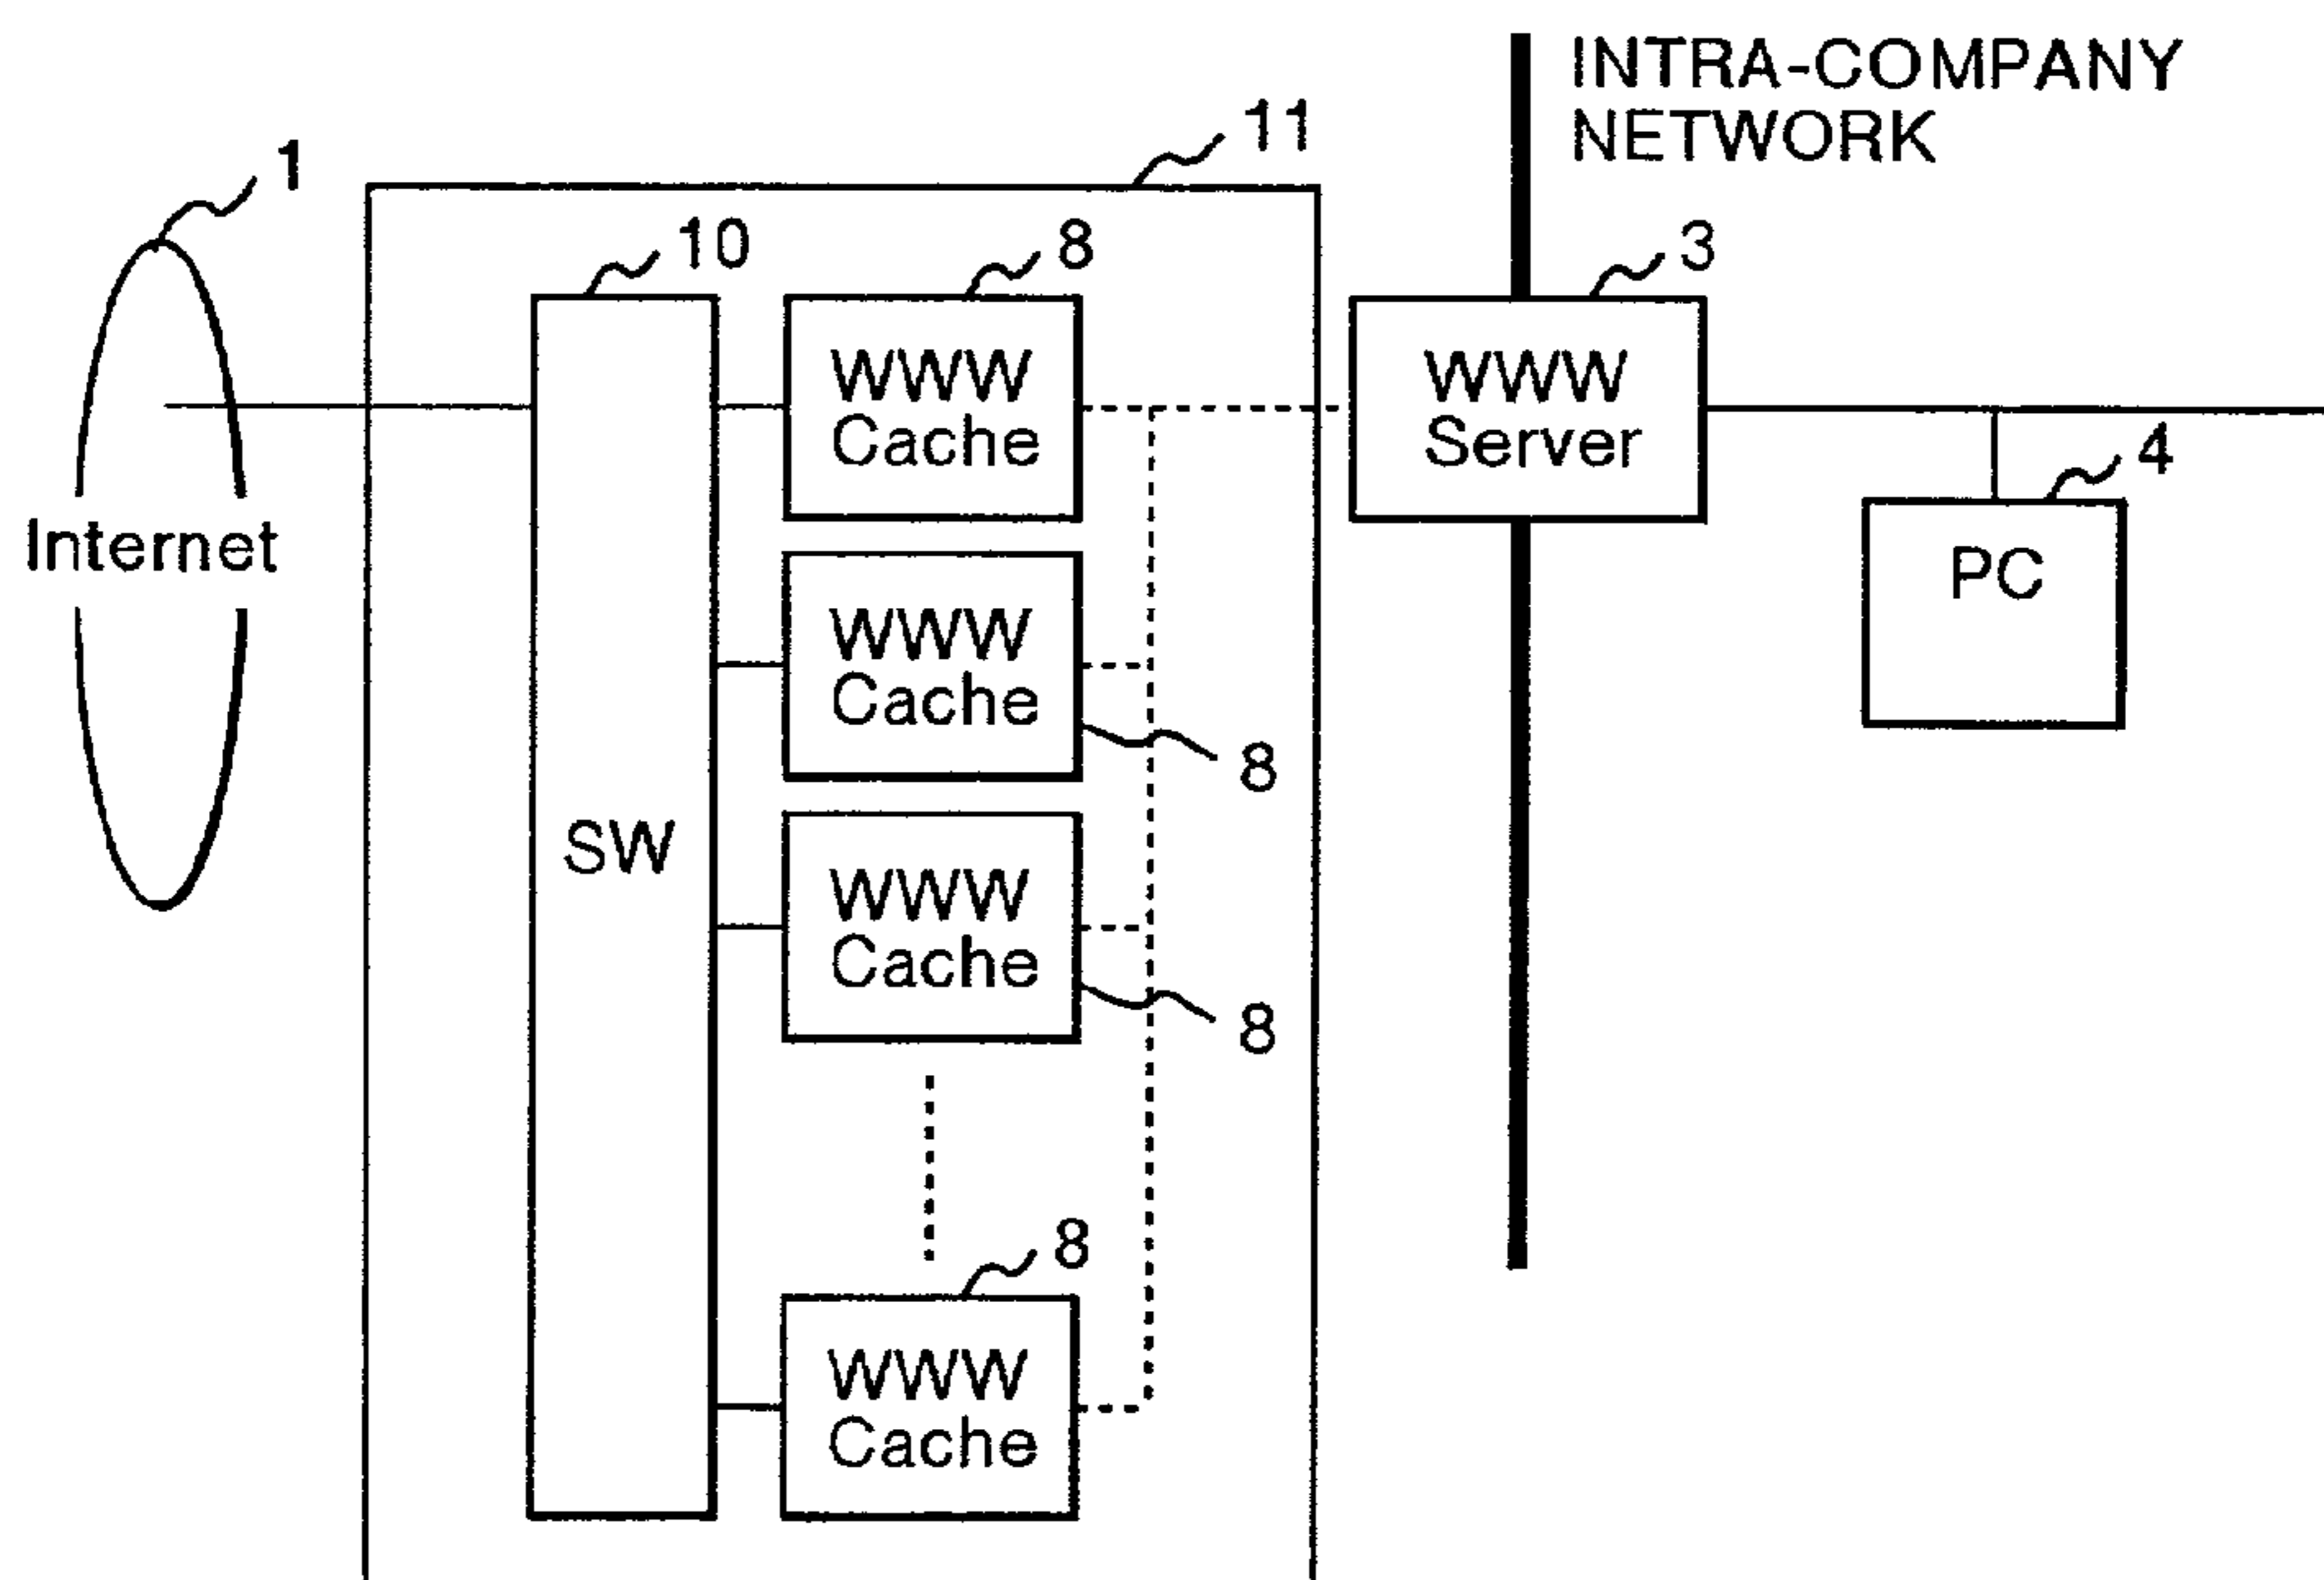 INTRA-COMPANY
NETWORK
11
1
10
8
3
WWW
Cache
WWW
Server
4
Internet
PC
WWW
Cache
8
SW
WWW
Cache
8
8
WWW
Cache